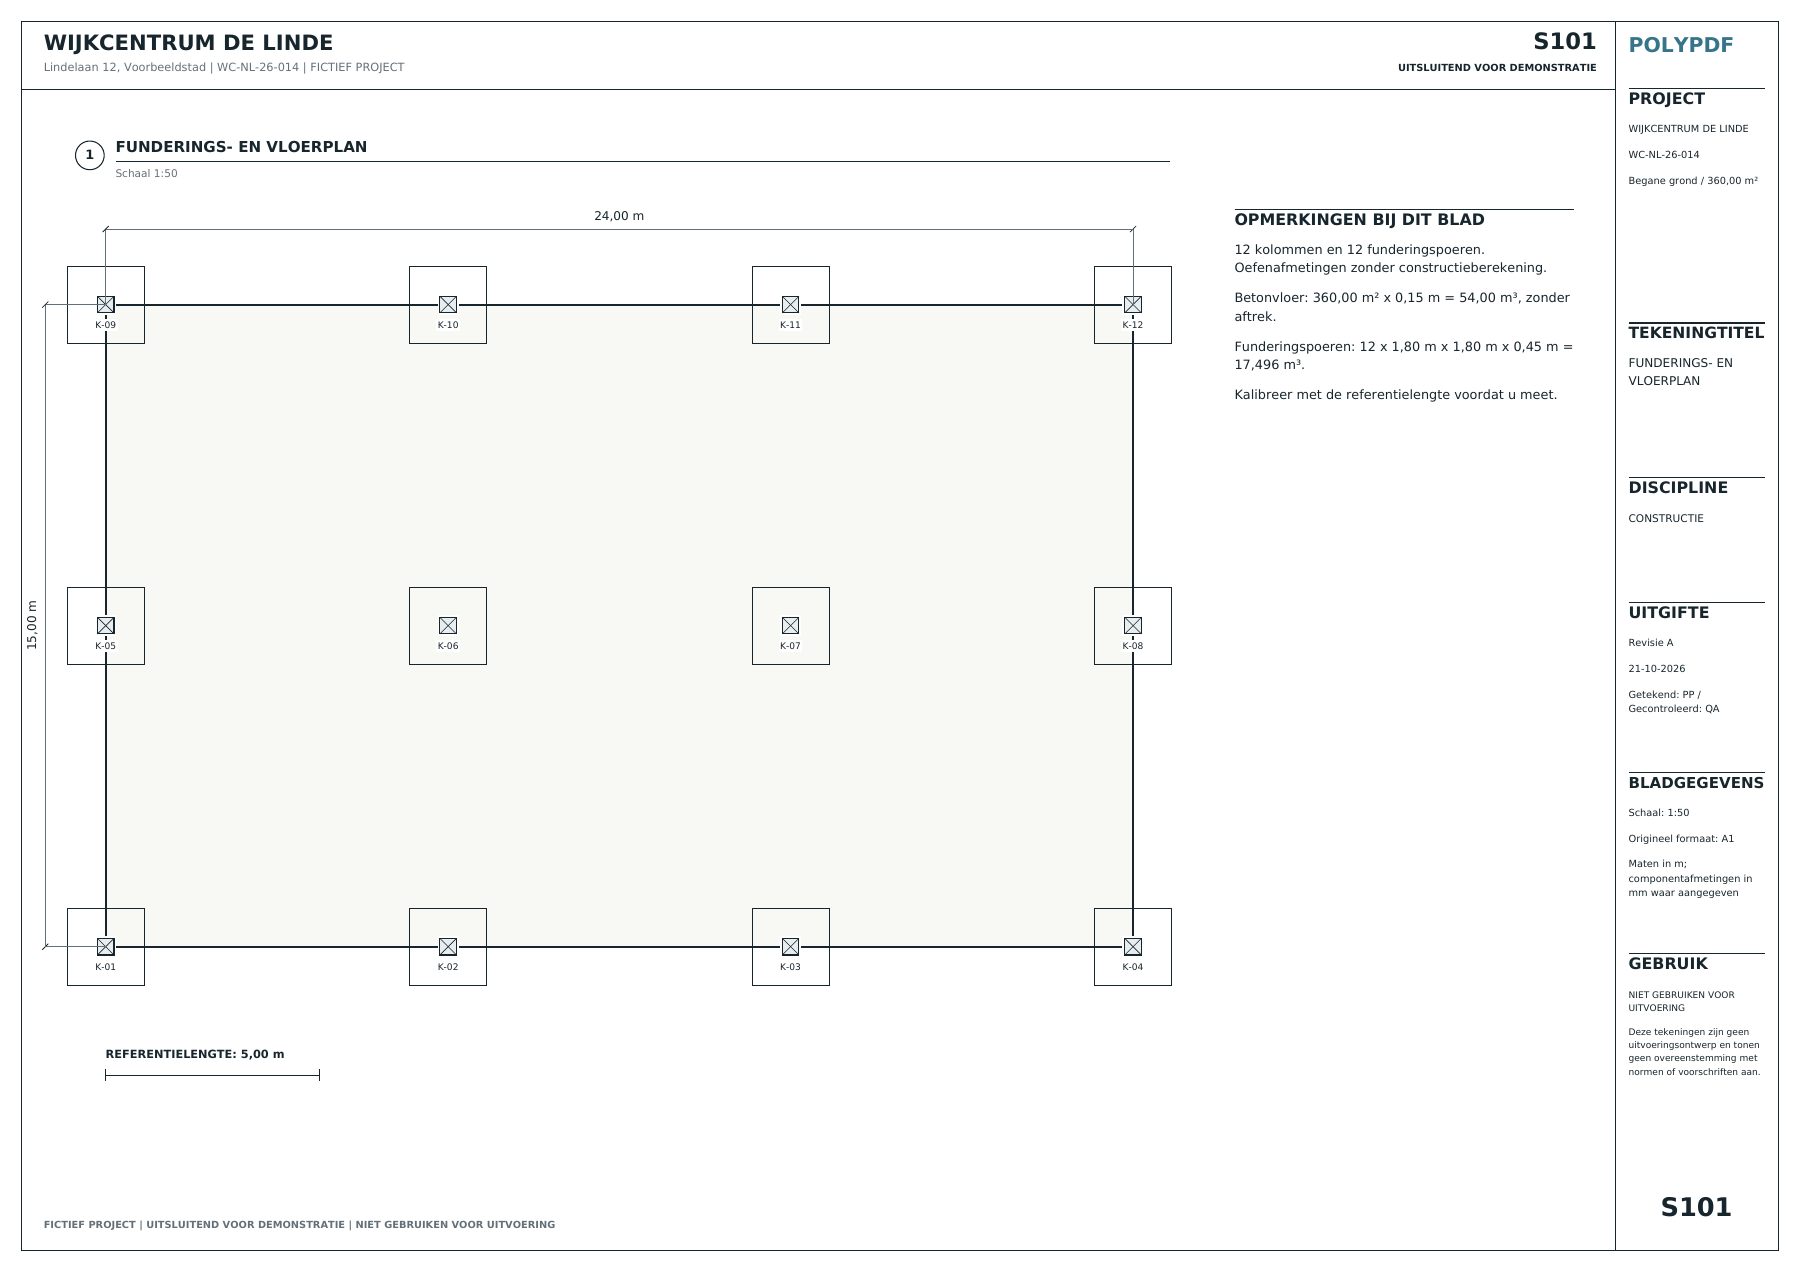 WIJKCENTRUM DE LINDE
Lindelaan 12, Voorbeeldstad | WC-NL-26-014 | FICTIEF PROJECT
S101
UITSLUITEND VOOR DEMONSTRATIE
1
FUNDERINGS- EN VLOERPLAN
Schaal 1:50
24,00 m
15,00 m
K-09
K-10
K-11
K-12
K-05
K-06
K-07
K-08
K-01
K-02
K-03
K-04
REFERENTIELENGTE: 5,00 m
OPMERKINGEN BIJ DIT BLAD
12 kolommen en 12 funderingspoeren.
Oefenafmetingen zonder constructieberekening.
Betonvloer: 360,00 m² x 0,15 m = 54,00 m³, zonder
aftrek.
Funderingspoeren: 12 x 1,80 m x 1,80 m x 0,45 m =
17,496 m³.
Kalibreer met de referentielengte voordat u meet.
POLYPDF
PROJECT
WIJKCENTRUM DE LINDE
WC-NL-26-014
Begane grond / 360,00 m²
TEKENINGTITEL
FUNDERINGS- EN
VLOERPLAN
DISCIPLINE
CONSTRUCTIE
UITGIFTE
Revisie A
21-10-2026
Getekend: PP /
Gecontroleerd: QA
BLADGEGEVENS
Schaal: 1:50
Origineel formaat: A1
Maten in m;
componentafmetingen in
mm waar aangegeven
GEBRUIK
NIET GEBRUIKEN VOOR
UITVOERING
Deze tekeningen zijn geen
uitvoeringsontwerp en tonen
geen overeenstemming met
normen of voorschriften aan.
S101
FICTIEF PROJECT | UITSLUITEND VOOR DEMONSTRATIE | NIET GEBRUIKEN VOOR UITVOERING